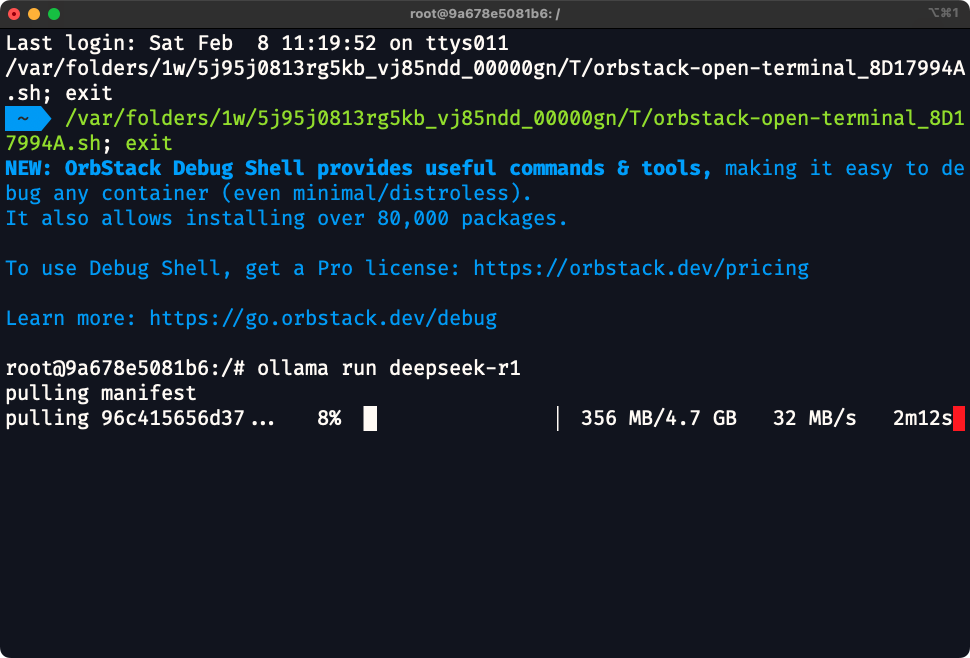 root@9a678e5081b6: /
⌥⌘1
Last login: Sat Feb  8 11:19:52 on ttys011
/var/folders/1w/5j95j0813rg5kb_vj85ndd_00000gn/T/orbstack-open-terminal_8D17994A
.sh; exit
~ /var/folders/1w/5j95j0813rg5kb_vj85ndd_00000gn/T/orbstack-open-terminal_8D1
7994A.sh; exit
NEW: OrbStack Debug Shell provides useful commands & tools, making it easy to de
bug any container (even minimal/distroless).
It also allows installing over 80,000 packages.
To use Debug Shell, get a Pro license: https://orbstack.dev/pricing
Learn more: https://go.orbstack.dev/debug
root@9a678e5081b6:/# ollama run deepseek-r1
pulling manifest
pulling 96c415656d37...   8%  ▕ 356 MB/4.7 GB   32 MB/s   2m12s